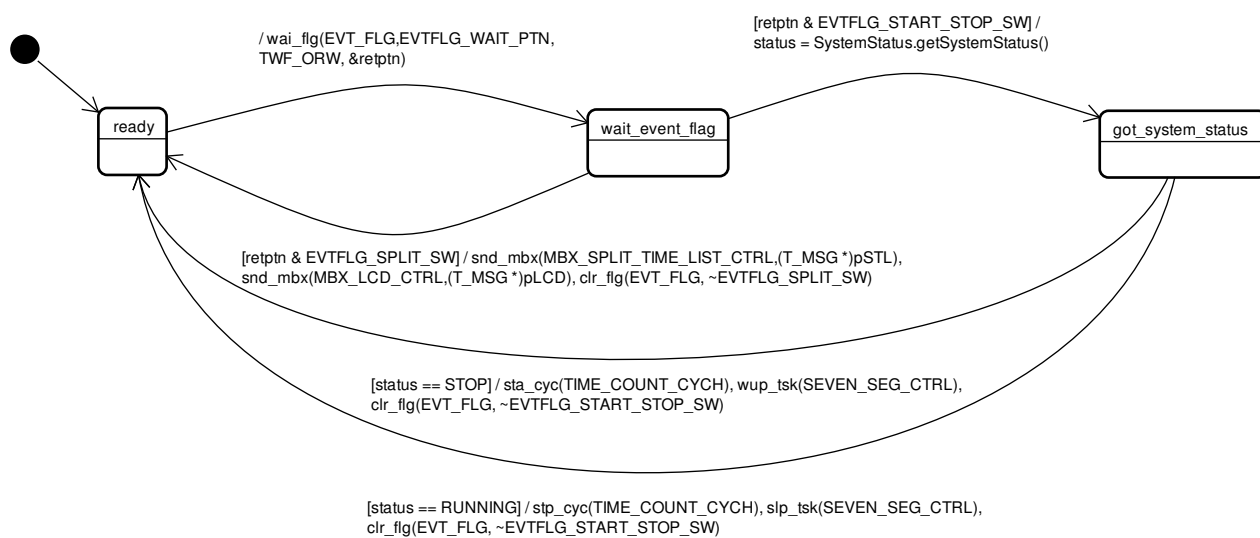 / wai_flg(EVT_FLG,EVTFLG_WAIT_PTN,
TWF_ORW, &retptn)
[retptn & EVTFLG_START_STOP_SW] /
status = SystemStatus.getSystemStatus()
ready
wait_event_flag
got_system_status
[retptn & EVTFLG_SPLIT_SW] / snd_mbx(MBX_SPLIT_TIME_LIST_CTRL,(T_MSG *)pSTL),
snd_mbx(MBX_LCD_CTRL,(T_MSG *)pLCD), clr_flg(EVT_FLG, ~EVTFLG_SPLIT_SW)
[status == STOP] / sta_cyc(TIME_COUNT_CYCH), wup_tsk(SEVEN_SEG_CTRL),
clr_flg(EVT_FLG, ~EVTFLG_START_STOP_SW)
[status == RUNNING] / stp_cyc(TIME_COUNT_CYCH), slp_tsk(SEVEN_SEG_CTRL),
clr_flg(EVT_FLG, ~EVTFLG_START_STOP_SW)